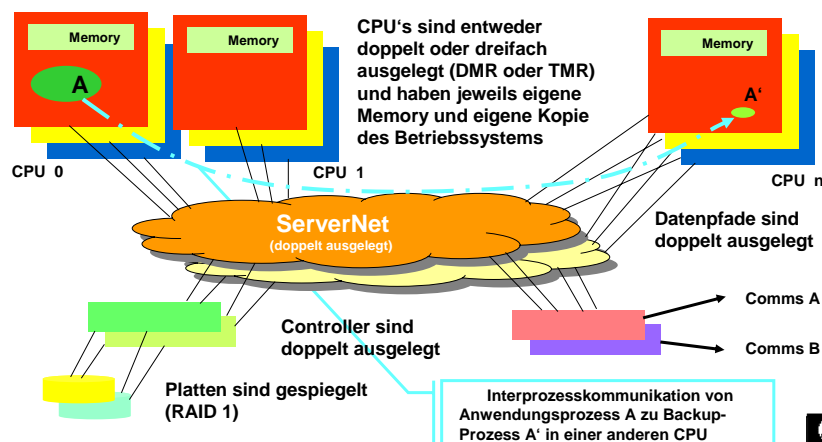 Memory
Memory
CPU's sind entweder
doppelt oder dreifach
ausgelegt (DMR oder TMR)
und haben jeweils eigene
Memory und eigene Kopie
des Betriebssystems
Memory
A
A'
CPU 0
CPU 1
CPU n
ServerNet
(doppelt ausgelegt)
Datenpfade sind
doppelt ausgelegt
Comms A
Controller sind
doppelt ausgelegt
Comms B
Platten sind gespiegelt
(RAID 1)
Interprozesskommunikation von
Anwendungsprozess A zu Backup-
Prozess A' in einer anderen CPU